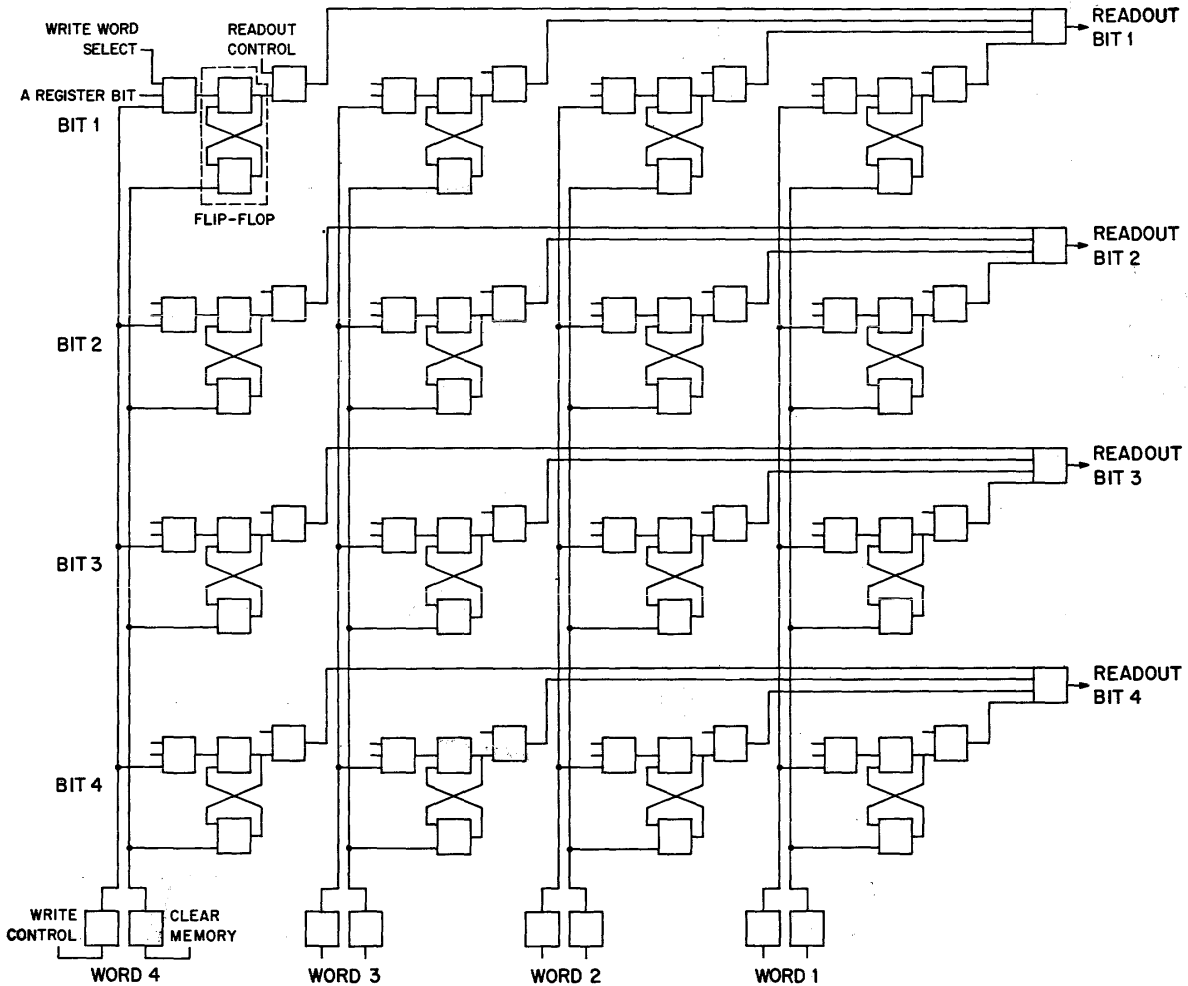 WRITE WORD
SELECT
READOUT
CONTROL
READOUT
BIT 1
A REGISTER BIT
BIT 1
FLIP-FLOP
READOUT
BIT 2
BIT 2
READOUT
BIT 3
BIT 3
READOUT
BIT 4
BIT 4
WRITE
CONTROL
CLEAR
MEMORY
WORD 4
WORD 3
WORD 2
WORD 1